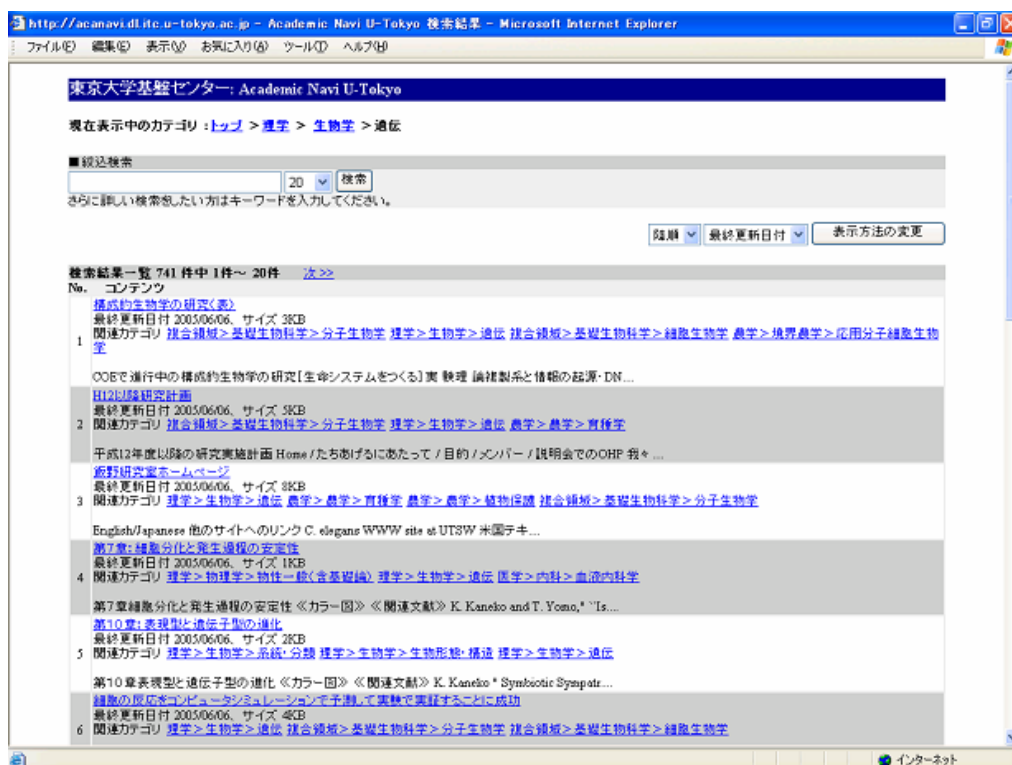 http://acanavi.dl.itc.u-tokyo.ac.jp - Academic Navi U-Tokyo 検索結果 - Microsoft Internet Explorer
ファイル(F) 編集(E) 表示(V) お気に入り(A) ツール(T) ヘルプ(H)
東京大学基盤センター: Academic Navi U-Tokyo
現在表示中のカテゴリ :トップ > 理学 > 生物学 >遺伝
■絞込検索
20 検索
さらに詳しい検索をしたい方はキーワードを入力してください。
降順 最終更新日付 表示方法の変更
検索結果一覧 741 件中 1件~ 20件 次>>
No. コンテンツ
構成的生物学の研究(表)
最終更新日付 2005/06/06、サイズ 3KB
1 関連カテゴリ 複合領域>基礎生物科学>分子生物学 理学>生物学>遺伝 複合領域>基礎生物科学>細胞生物学 農学>境界農学>応用分子細胞生物
学
COEで進行中の構成的生物学の研究[生命システムをつくる]実 験理 論複製系と情報の起源・DN...
H12以降研究計画
最終更新日付 2005/06/06、サイズ 5KB
2 関連カテゴリ 複合領域>基礎生物科学>分子生物学 理学>生物学>遺伝 農学>農学>育種学
平成12年度以降の研究実施計画 Home /たちあげるにあたって / 目的 /メンバー / 説明会でのOHP 我々 ...
飯野研究室ホームページ
最終更新日付 2005/06/06、サイズ 8KB
3 関連カテゴリ 理学>生物学>遺伝 農学>農学>育種学 農学>農学>植物保護 複合領域>基礎生物科学>分子生物学
English/Japanese 他のサイトへのリンク C. elegans WWW site at UTSW 米国テキ...
第7章: 細胞分化と発生過程の安定性
最終更新日付 2005/06/06、サイズ 1KB
4 関連カテゴリ 理学>物理学>物性一般(含基礎論) 理学>生物学>遺伝 医学>内科>血液内科学
第7章細胞分化と発生過程の安定性 ≪カラー図≫ ≪関連文献≫ K. Kaneko and T. Yomo,* ``Is...
第10章: 表現型と遺伝子型の進化
最終更新日付 2005/06/06、サイズ 2KB
5 関連カテゴリ 理学>生物学>系統・分類 理学>生物学>生物形態・構造 理学>生物学>遺伝
第10章表現型と遺伝子型の進化 ≪カラー図≫ ≪関連文献≫ K. Kaneko * Symbiotic Sympatr...
細胞の反応をコンピュータシミュレーションで予測して実験で実証することに成功
最終更新日付 2005/06/06、サイズ 4KB
6 関連カテゴリ 理学>生物学>遺伝 複合領域>基礎生物科学>分子生物学 複合領域>基礎生物科学>細胞生物学
インターネット